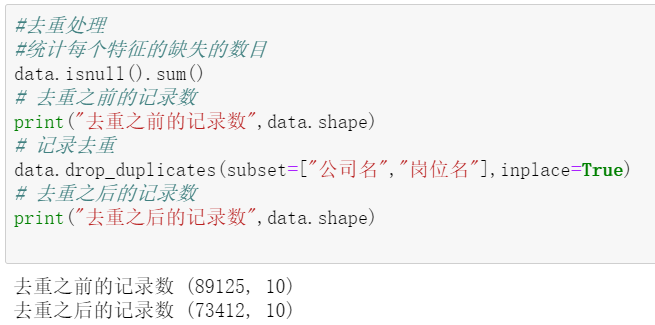 #去重处理
#统计每个特征的缺失的数目
data.isnull().sum()
# 去重之前的记录数
print("去重之前的记录数",data.shape)
# 记录去重
data.drop_duplicates(subset=["公司名","岗位名"],inplace=True)
# 去重之后的记录数
print("去重之后的记录数",data.shape)
去重之前的记录数 (89125, 10)
去重之后的记录数 (73412, 10)